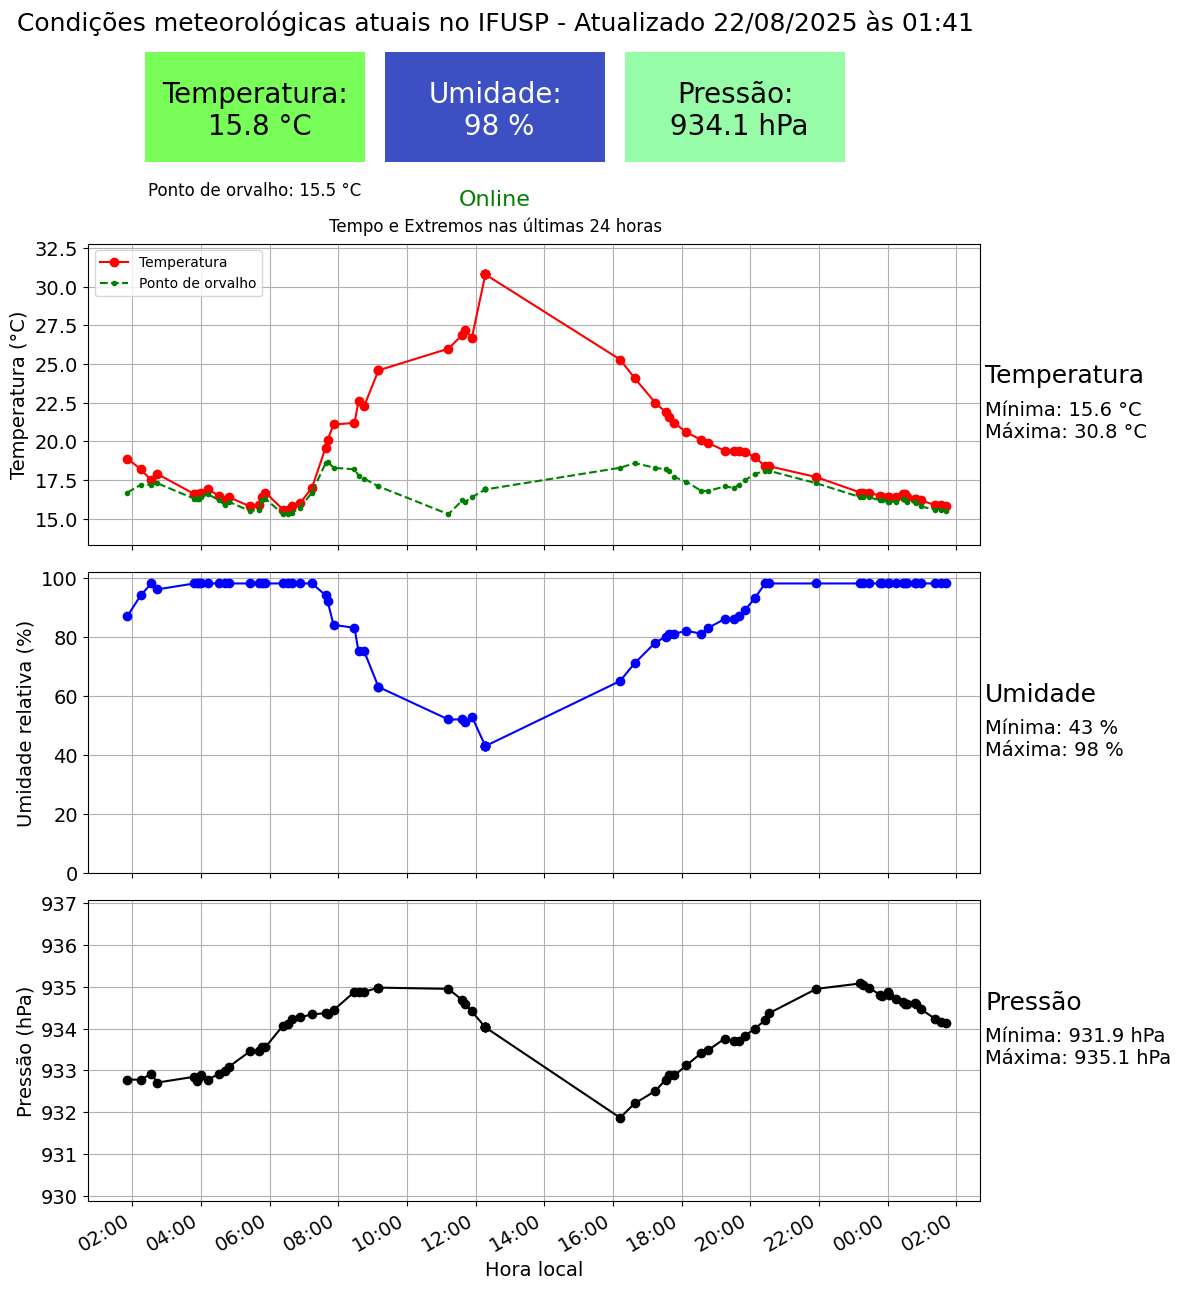 Condições meteorológicas atuais no IFUSP - Atualizado 22/08/2025 às 01:41
Temperatura:
15.8 °C
Umidade:
98 %
Pressão:
934.1 hPa
Ponto de orvalho: 15.5 °C
Online
Tempo e Extremos nas últimas 24 horas
Temperatura
Ponto de orvalho
Temperatura (°C)
32.5
30.0
27.5
25.0
22.5
20.0
17.5
15.0
Temperatura
Mínima: 15.6 °C
Máxima: 30.8 °C
Umidade relativa (%)
100
80
60
40
20
0
Umidade
Mínima: 43 %
Máxima: 98 %
Pressão (hPa)
937
936
935
934
933
932
931
930
Pressão
Mínima: 931.9 hPa
Máxima: 935.1 hPa
02:00 04:00 06:00 08:00 10:00 12:00 14:00 16:00 18:00 20:00 22:00 00:00 02:00
Hora local